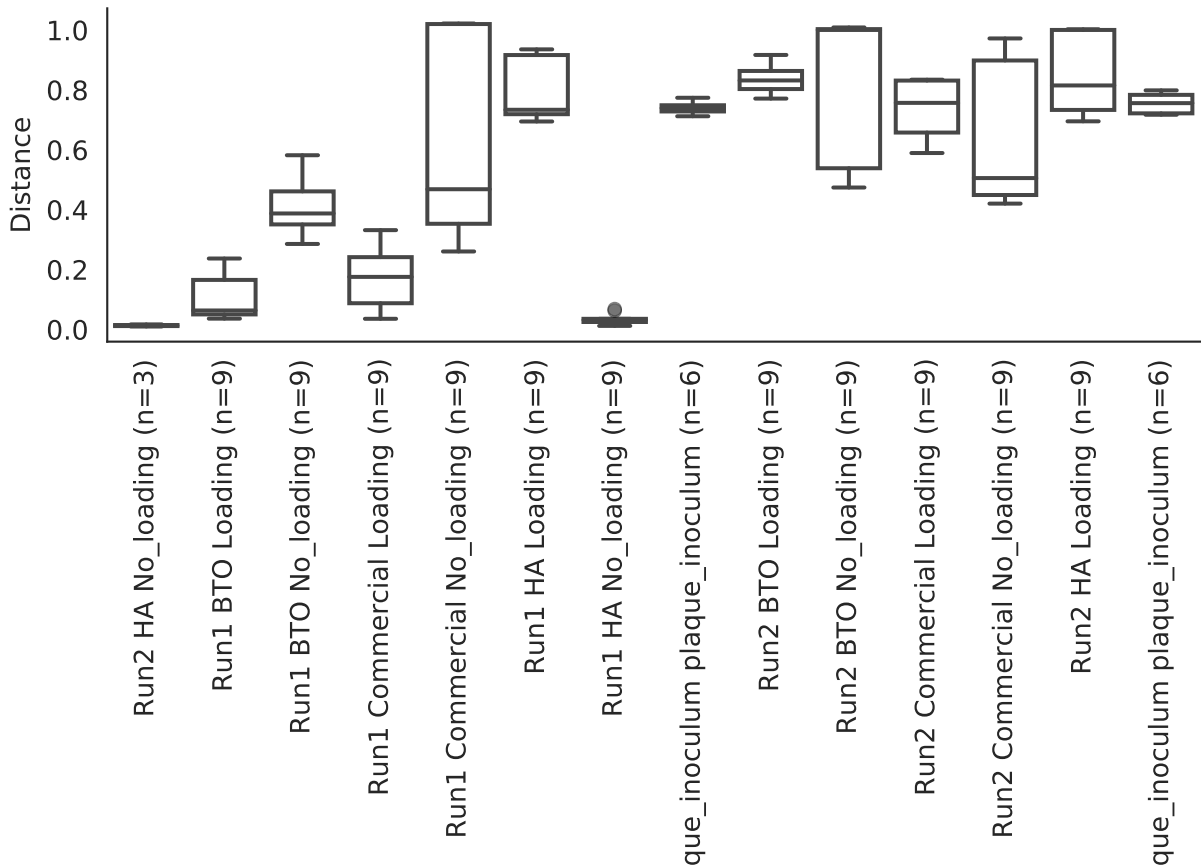 Distance
1.0
0.8
0.6
0.4
0.2
0.0
Run2 HA No_loading (n=3)
Run1 BTO Loading (n=9)
Run1 BTO No_loading (n=9)
Run1 Commercial Loading (n=9)
Run1 Commercial No_loading (n=9)
Run1 HA Loading (n=9)
Run1 HA No_loading (n=9)
que_inoculum plaque_inoculum (n=6)
Run2 BTO Loading (n=9)
Run2 BTO No_loading (n=9)
Run2 Commercial Loading (n=9)
Run2 Commercial No_loading (n=9)
Run2 HA Loading (n=9)
que_inoculum plaque_inoculum (n=6)